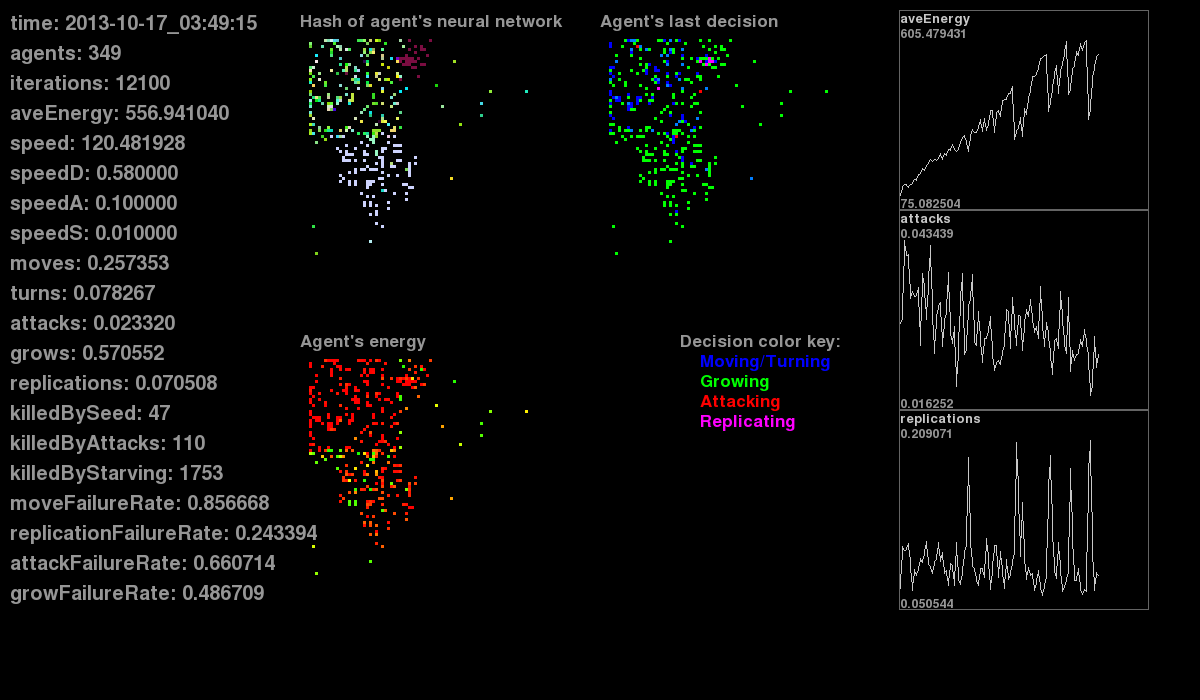 time: 2013-10-17_03:49:15
agents: 349
iterations: 12100
aveEnergy: 556.941040
speed: 120.481928
speedD: 0.580000
speedA: 0.100000
speedS: 0.010000
moves: 0.257353
turns: 0.078267
attacks: 0.023320
grows: 0.570552
replications: 0.070508
killedBySeed: 47
killedByAttacks: 110
killedByStarving: 1753
moveFailureRate: 0.856668
replicationFailureRate: 0.243394
attackFailureRate: 0.660714
growFailureRate: 0.486709
Hash of agent's neural network
Agent's last decision
Agent's energy
Decision color key:
Moving/Turning
Growing
Attacking
Replicating
aveEnergy
605.479431
75.082504
attacks
0.043439
0.016252
replications
0.209071
0.050544